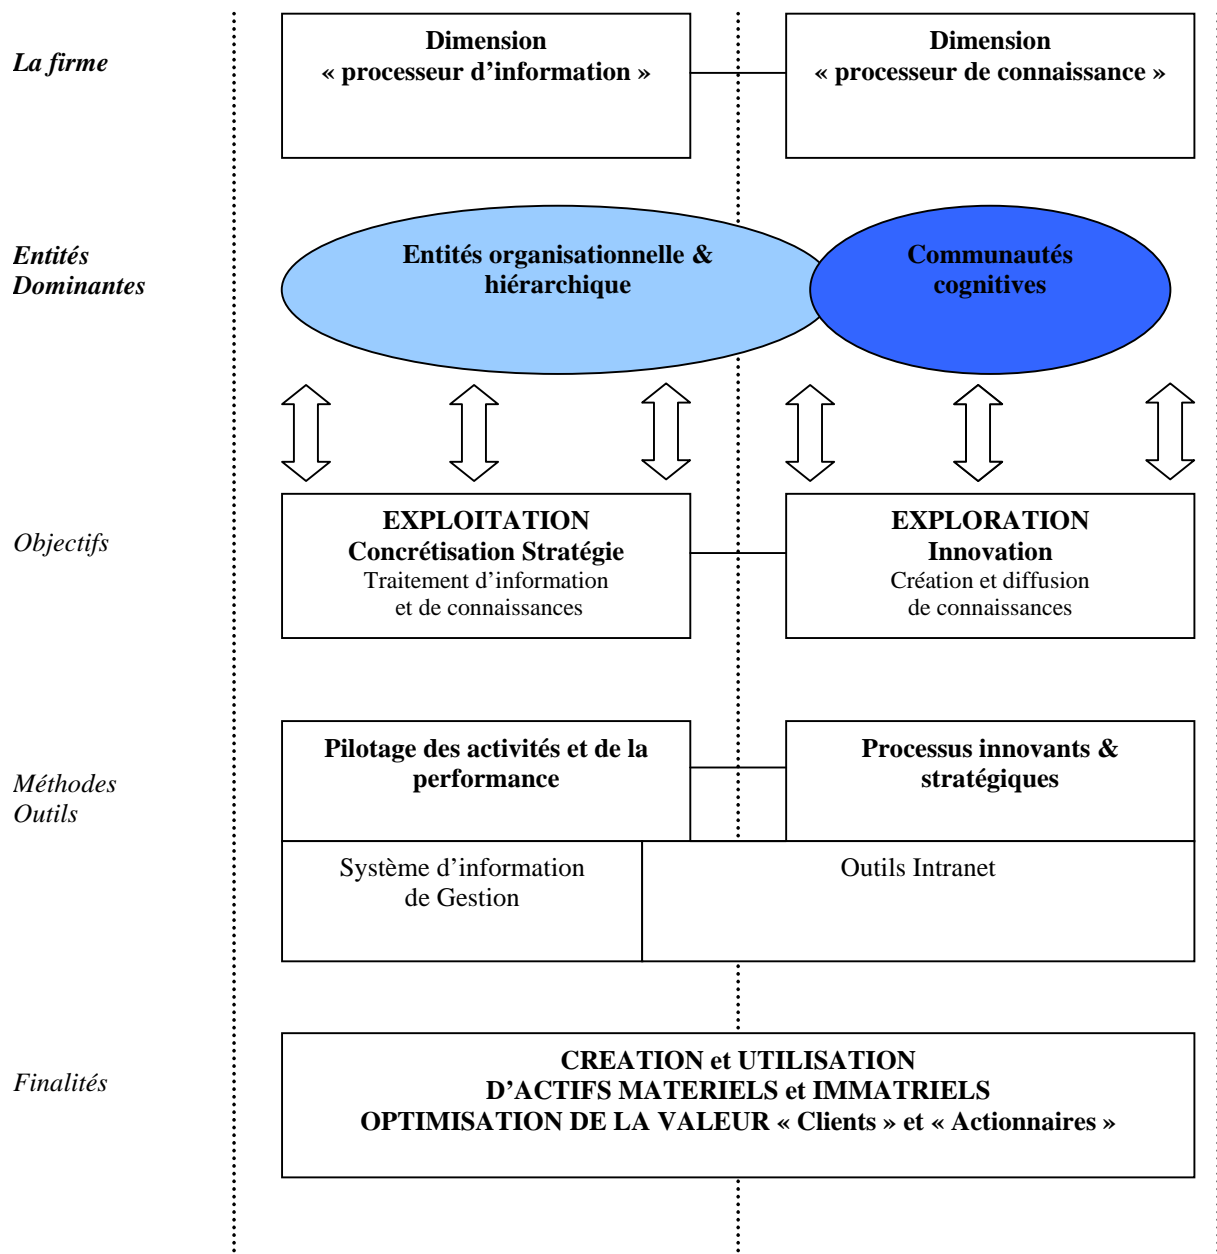 La firme
Dimension
« processeur d’information »
Dimension
« processeur de connaissance »
Entités
Dominantes
Entités organisationnelle &
hiérarchique
Communautés
cognitives
Objectifs
EXPLOITATION
Concrétisation Stratégie
Traitement d’information
et de connaissances
EXPLORATION
Innovation
Création et diffusion
de connaissances
Méthodes
Outils
Pilotage des activités et de la
performance
Processus innovants &
stratégiques
Système d’information
de Gestion
Outils Intranet
Finalités
CREATION et UTILISATION
D’ACTIFS MATERIELS et IMMATRIELS
OPTIMISATION DE LA VALEUR « Clients » et « Actionnaires »